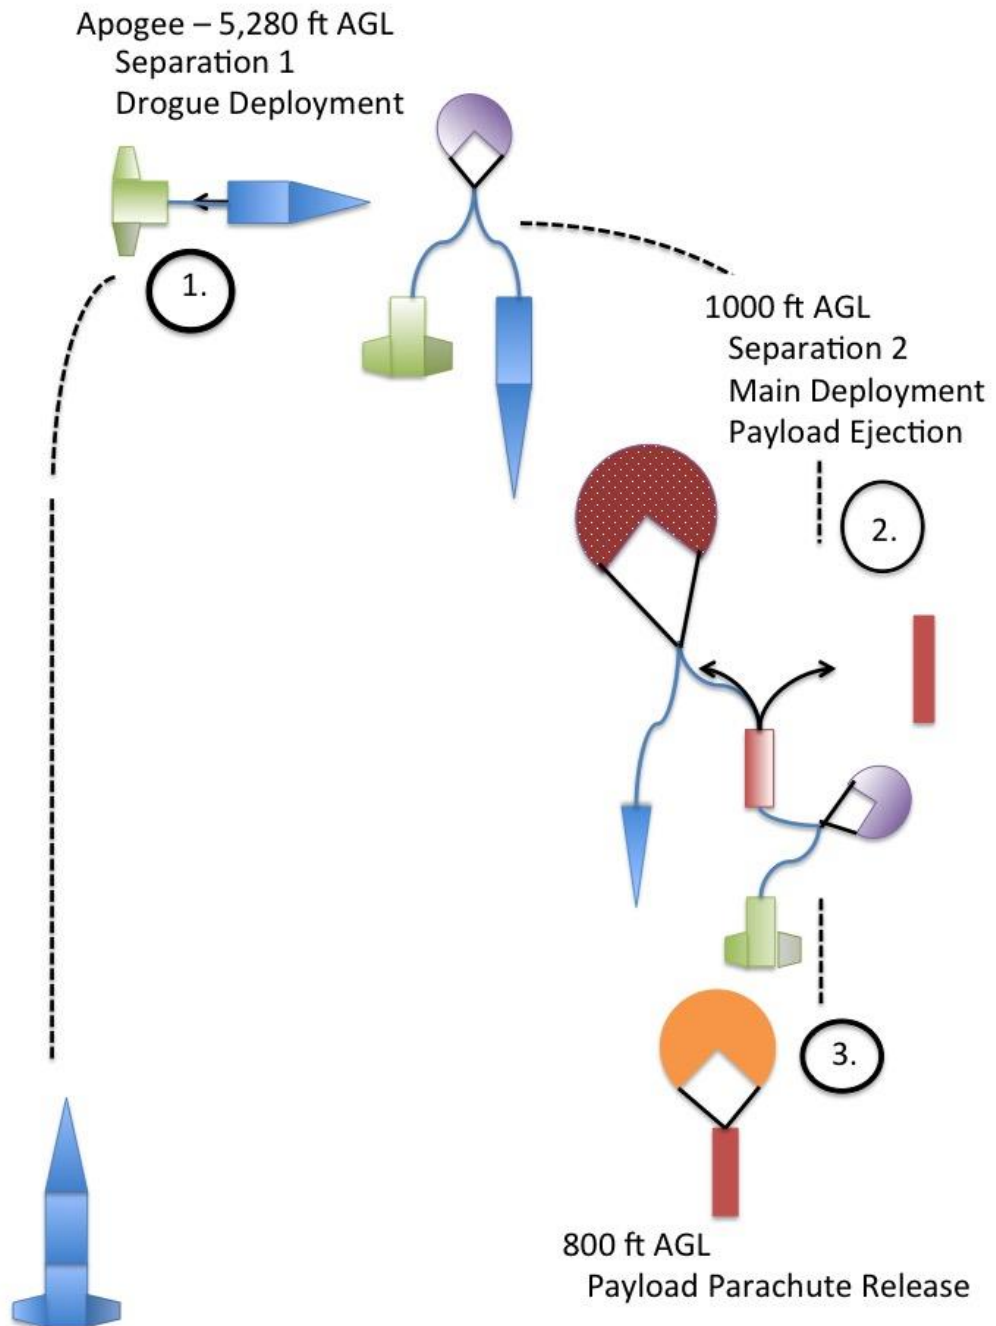 Apogee – 5,280 ft AGL
Separation 1
Drogue Deployment
1.
1000 ft AGL
Separation 2
Main Deployment
Payload Ejection
2.
3.
800 ft AGL
Payload Parachute Release